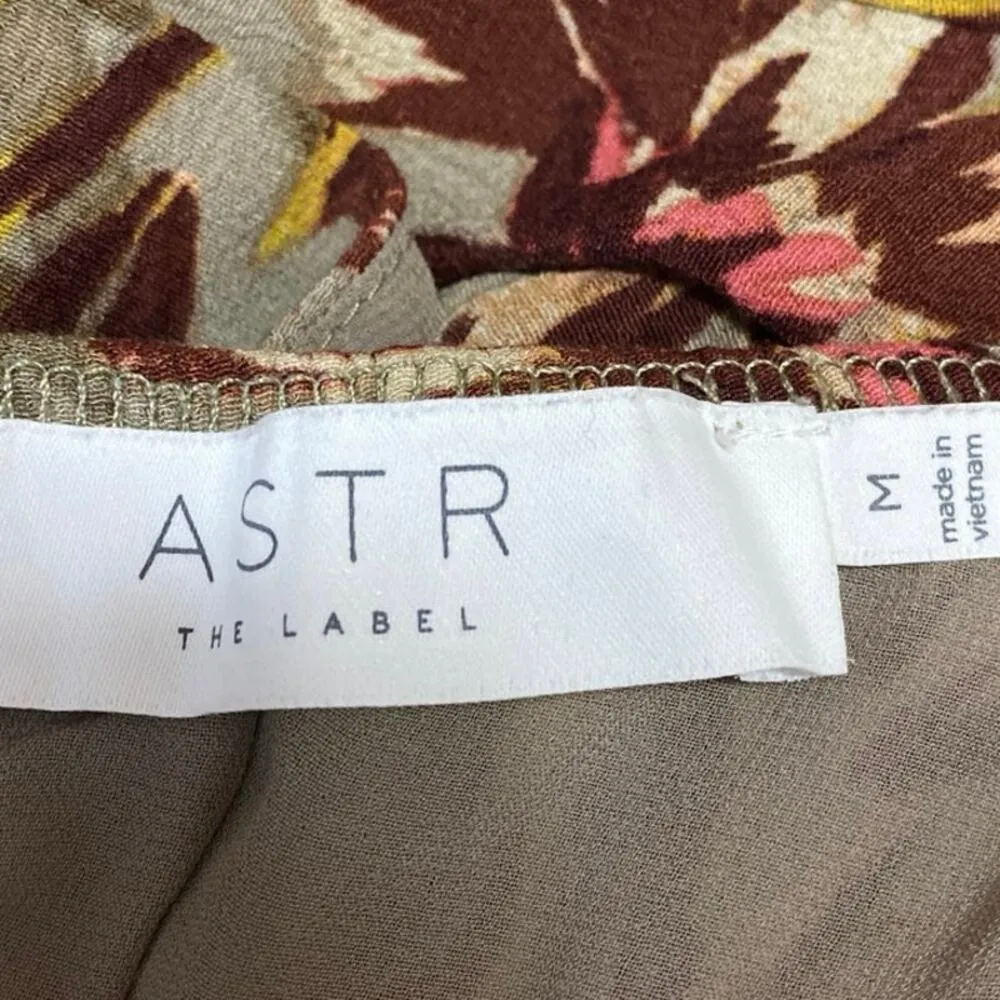 ASTR
THE LABEL
M
made in
vietnam